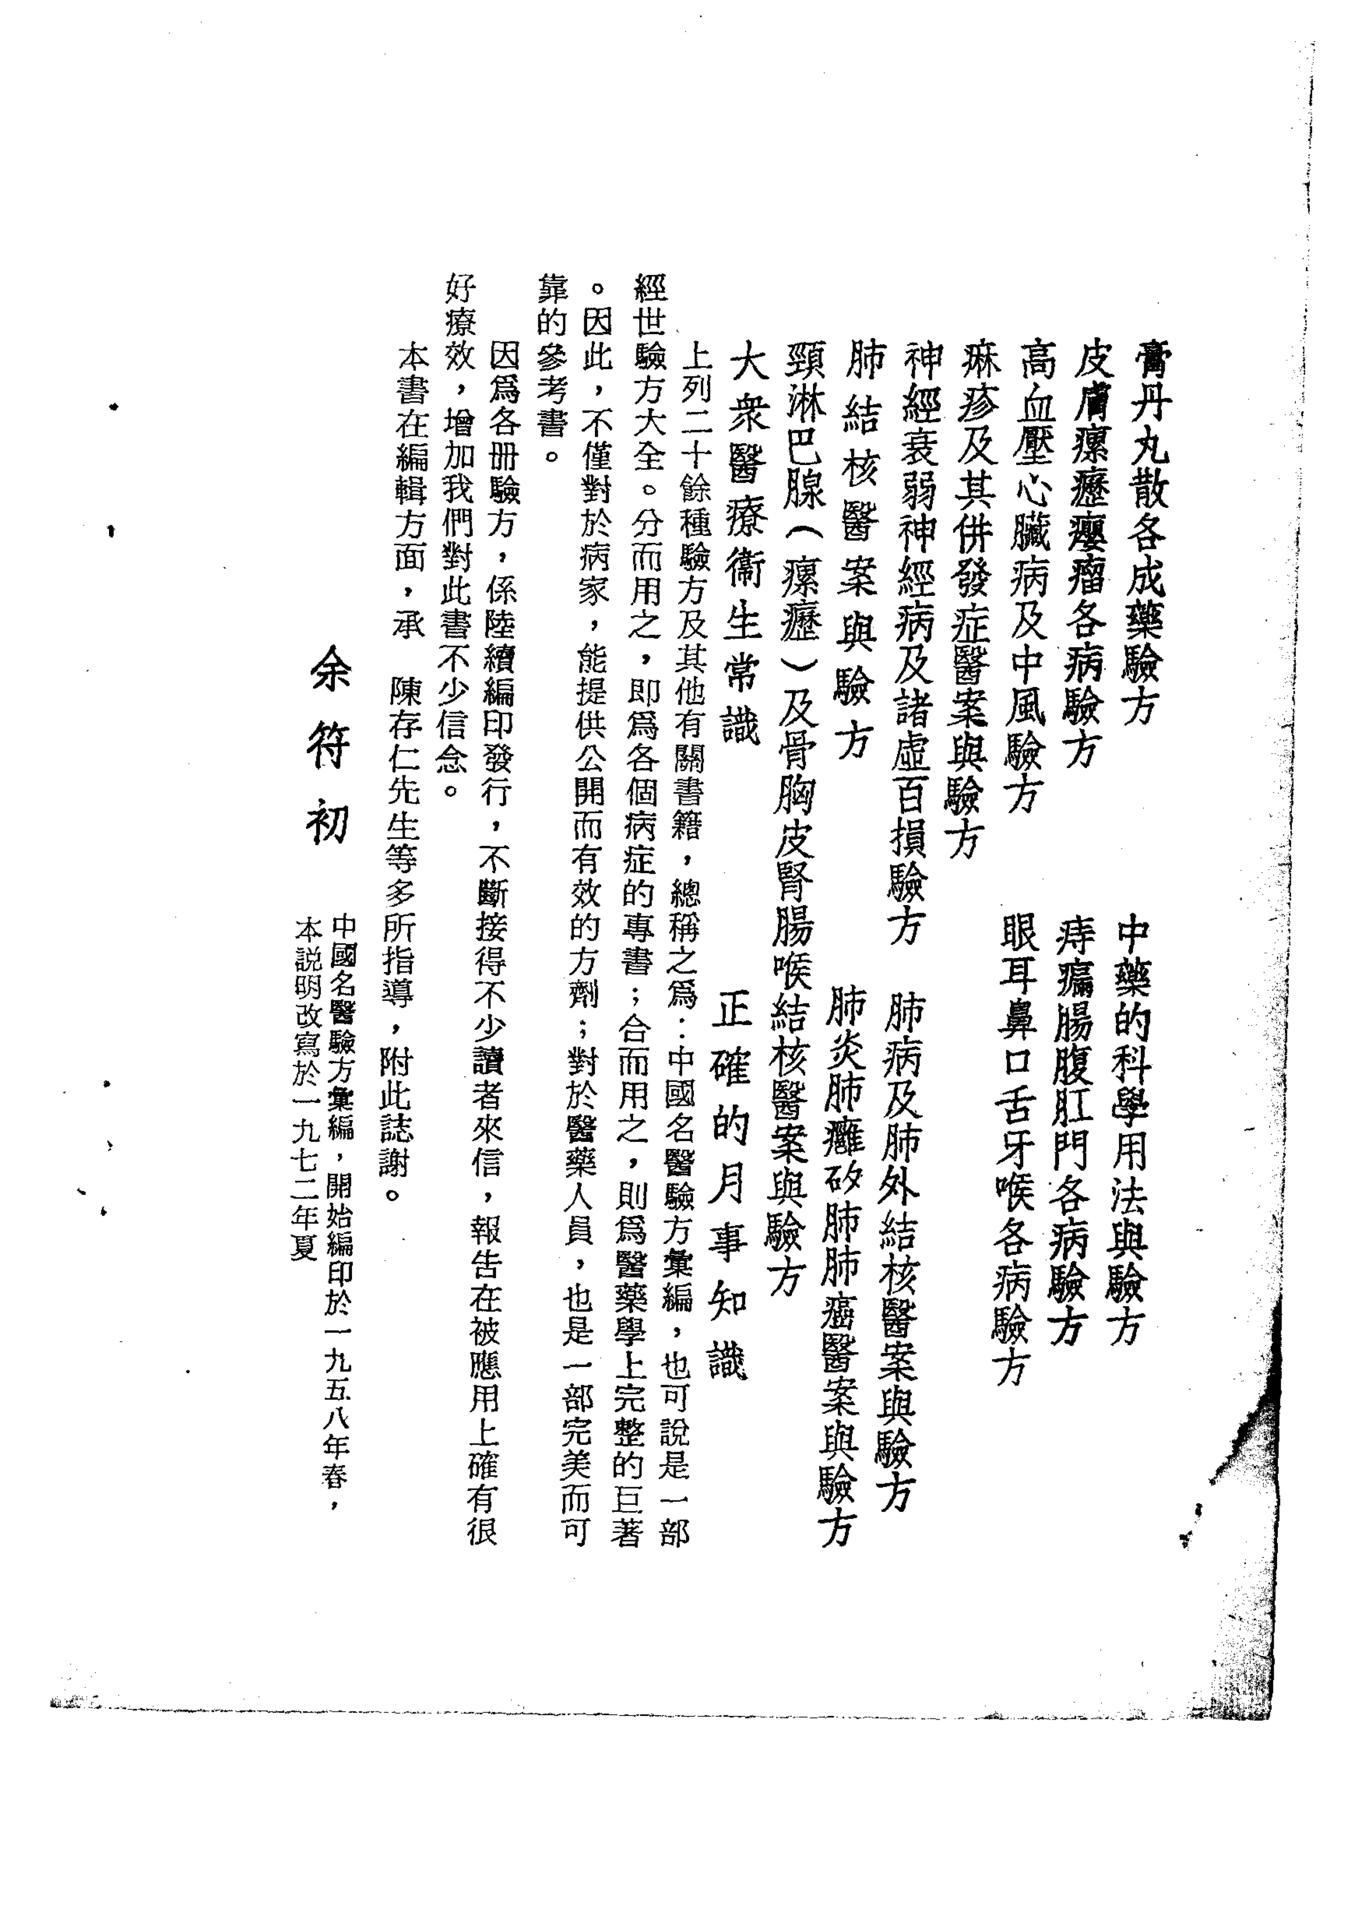 膏丹丸散各成藥驗方
中藥的科學用法與驗方
皮膚瘰癧癭瘤各病驗方
痔瘺腸腹肛門各病驗方
高血壓心臟病及中風驗方
眼耳鼻口舌牙喉各病驗方
痳疹及其併發症醫案與驗方
神經衰弱神經病及諸虛百損驗方
肺病及肺外結核醫案與驗方
肺結核醫案與驗方
肺炎肺癰矽肺肺癌醫案與驗方
頸淋巴腺（瘰癧）及骨胸皮腎腸喉結核醫案與驗方
大衆醫療衞生常識
正確的月事知識
上列二十餘種驗方及其他有關書籍，總稱之爲：中國名醫驗方彙編，也可說是一部
經世驗方大全。分而用之，即爲各個病症的專書；合而用之，則爲醫藥學上完整的巨著
。因此，不僅對於病家，能提供公開而有效的方劑；對於醫藥人員，也是一部完美而可
靠的參考書。
因爲各册驗方，係陸續編印發行，不斷接得不少讀者來信，報告在被應用上確有很
好療效，增加我們對此書不少信念。
本書在編輯方面，承　陳存仁先生等多所指導，附此誌謝。
余符初
中國名醫驗方彙編，開始編印於一九五八年春，
本説明改寫於一九七二年夏